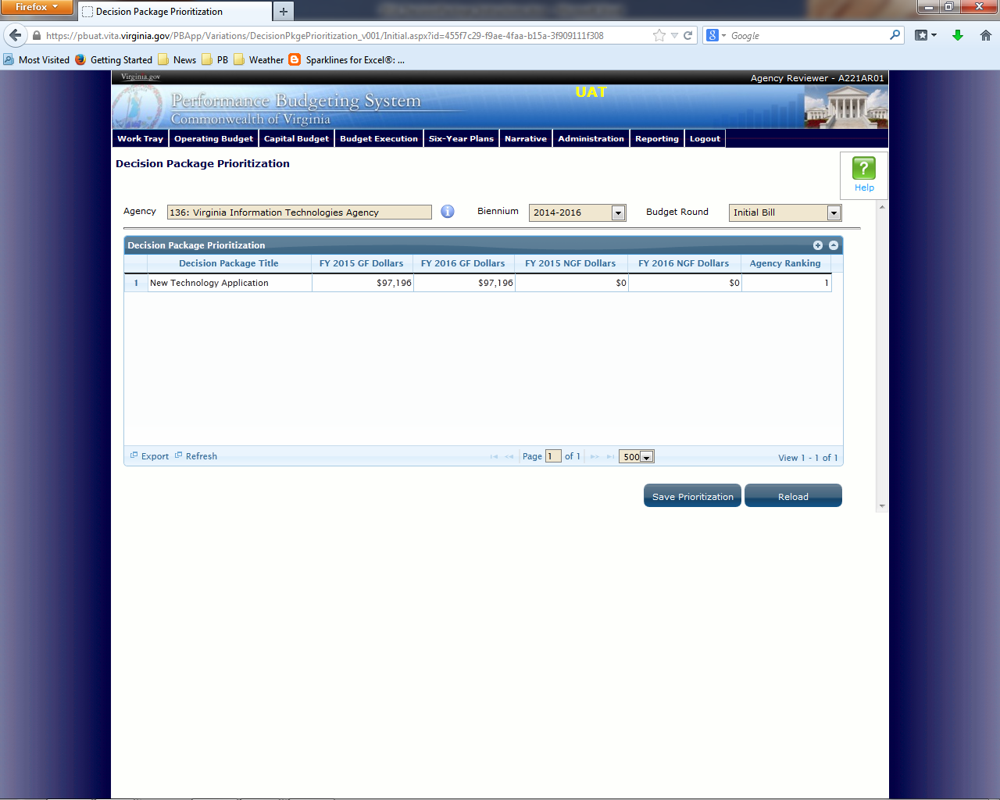 Firefox
Decision Package Prioritization
https://pbuat.vita.virginia.gov/PBApp/Variations/DecisionPkgePrioritization_v001/Initial.aspx?id=455f7c29-f9ae-4faa-b15a-3f909111f308
Google
Most Visited Getting Started News PB Weather Sparklines for Excel®: ...
Virginia.gov Agency Reviewer - A221AR01
UAT
Performance Budgeting System
Commonwealth of Virginia
Work Tray Operating Budget Capital Budget Budget Execution Six-Year Plans Narrative Administration Reporting Logout
Decision Package Prioritization
Help
Agency 136: Virginia Information Technologies Agency Biennium 2014-2016 Budget Round Initial Bill
Decision Package Prioritization
Decision Package Title FY 2015 GF Dollars FY 2016 GF Dollars FY 2015 NGF Dollars FY 2016 NGF Dollars Agency Ranking
1 New Technology Application $97,196 $97,196 $0 $0 1
Export Refresh Page 1 of 1 500 View 1 - 1 of 1
Save Prioritization Reload